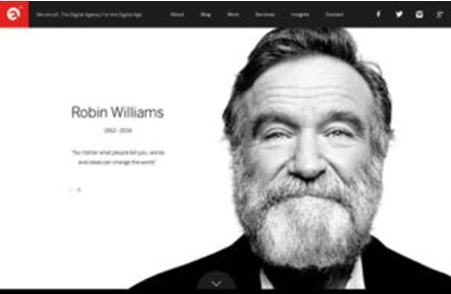 We are e3. The Digital Agency For the Digital Age
About Blog Work Services Insights Contact
Robin Williams
1952 - 2014
"No matter what people tell you, words
and ideas can change the world."